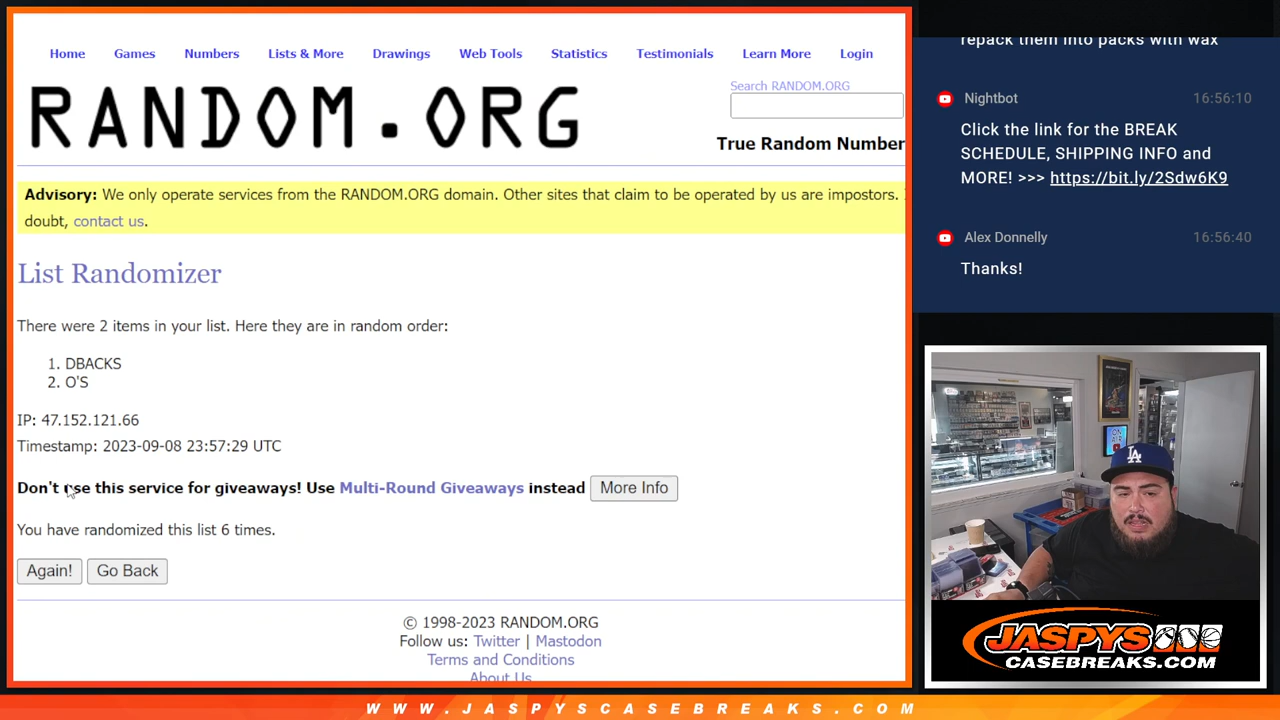 Home Games Numbers Lists & More Drawings Web Tools Statistics Testimonials Learn More Login
RANDOM.ORG
Search RANDOM.ORG
True Random Number
Advisory: We only operate services from the RANDOM.ORG domain. Other sites that claim to be operated by us are impostors.
doubt, contact us.
List Randomizer
There were 2 items in your list. Here they are in random order:
1. DBACKS
2. O'S
IP: 47.152.121.66
Timestamp: 2023-09-08 23:57:29 UTC
Don't use this service for giveaways! Use Multi-Round Giveaways instead More Info
You have randomized this list 6 times.
Again! Go Back
© 1998-2023 RANDOM.ORG
Follow us: Twitter | Mastodon
Terms and Conditions
About Us
repack them into packs with wax
Nightbot 16:56:10
Click the link for the BREAK
SCHEDULE, SHIPPING INFO and
MORE! >>> https://bit.ly/2Sdw6K9
Alex Donnelly 16:56:40
Thanks!
ON
AIR
LA
JASPYS
CASEBREAKS.COM
WWW.JASPYSCASEBREAKS.COM